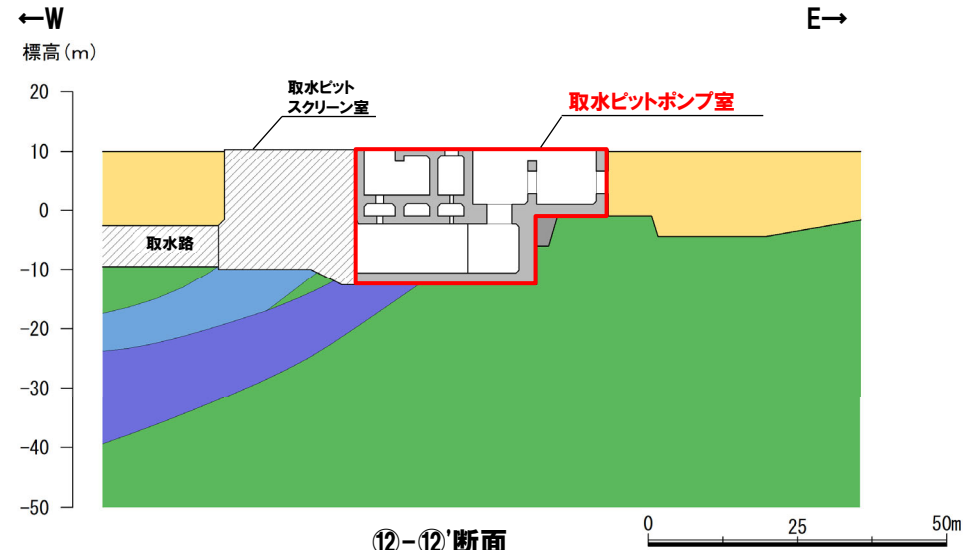 ←W
E→
標高(m)
取水ピット
スクリーン室
取水ピットポンプ室
20
10
0
-10
-20
-30
-40
-50
取水路
⑫-⑫'断面
0 25 50m